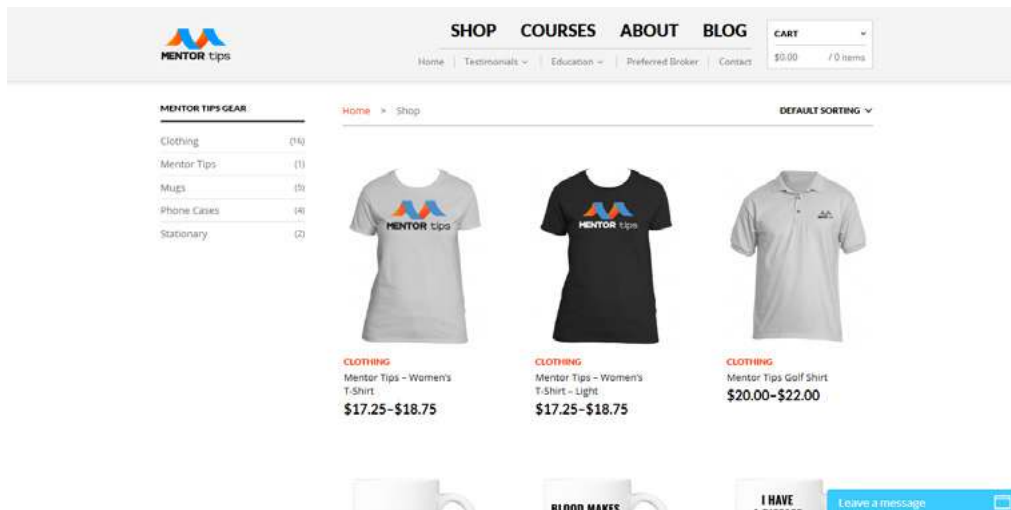 MENTOR tips
SHOP COURSES ABOUT BLOG
Home Testimonials Education Preferred Broker Contact
CART
$0.00 / 0 items
MENTOR TIPS GEAR
Clothing (16)
Mentor Tips (1)
Mugs (5)
Phone Cases (4)
Stationary (2)
Home > Shop
DEFAULT SORTING
MENTOR tips
MENTOR tips
CLOTHING
Mentor Tips – Women's
T-Shirt
$17.25–$18.75
CLOTHING
Mentor Tips – Women's
T-Shirt – Light
$17.25–$18.75
CLOTHING
Mentor Tips Golf Shirt
$20.00–$22.00
BLOOD MAKES
I HAVE
Leave a message